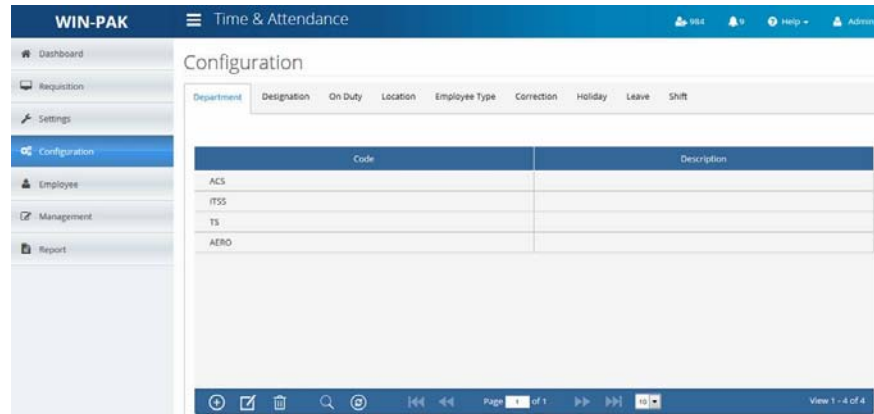 WIN-PAK
Time & Attendance
984
9
Help
Admin
Dashboard
Requisition
Settings
Configuration
Employee
Management
Report
Configuration
Department Designation On Duty Location Employee Type Correction Holiday Leave Shift
Code Description
ACS
ITSS
TS
AERO
Page 1 of 1 10 View 1 - 4 of 4